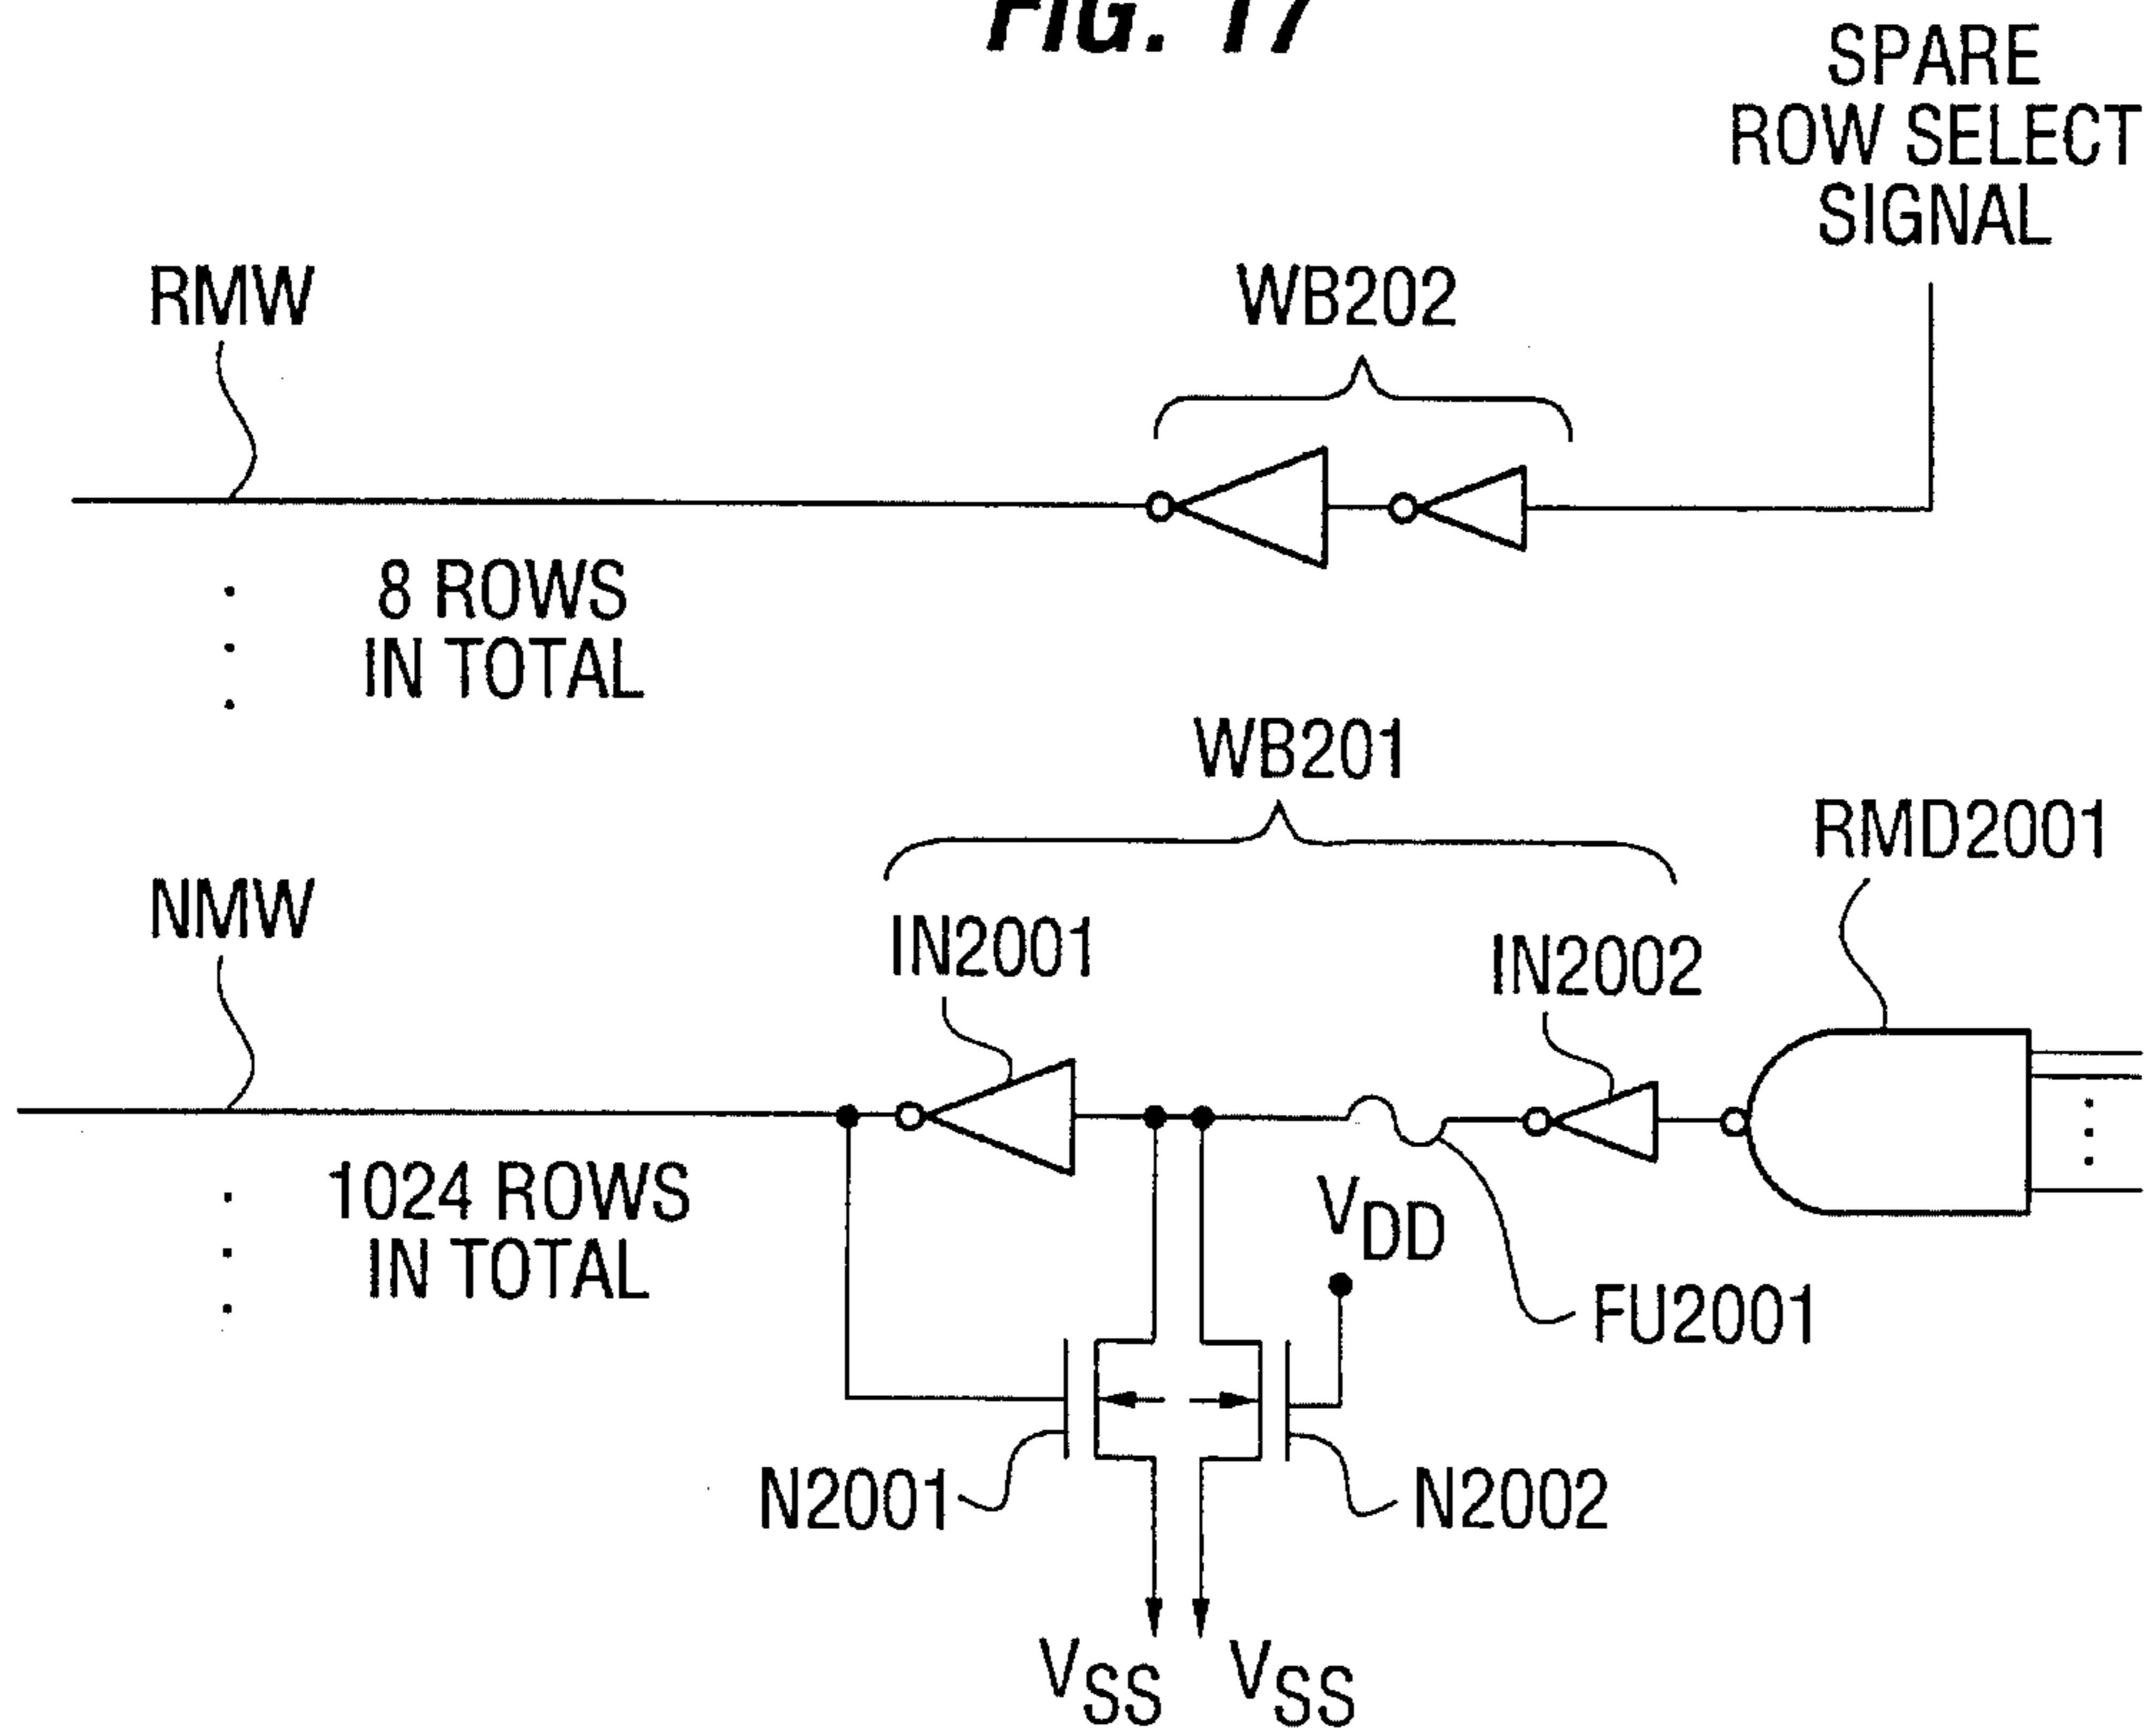 FIG. 17
SPARE
ROW SELECT
SIGNAL
RMW
WB202
8 ROWS
IN TOTAL
WB201
RMD2001
NMW
IN2001
IN2002
1024 ROWS
IN TOTAL
VDD
FU2001
N2001
N2002
VSS
VSS